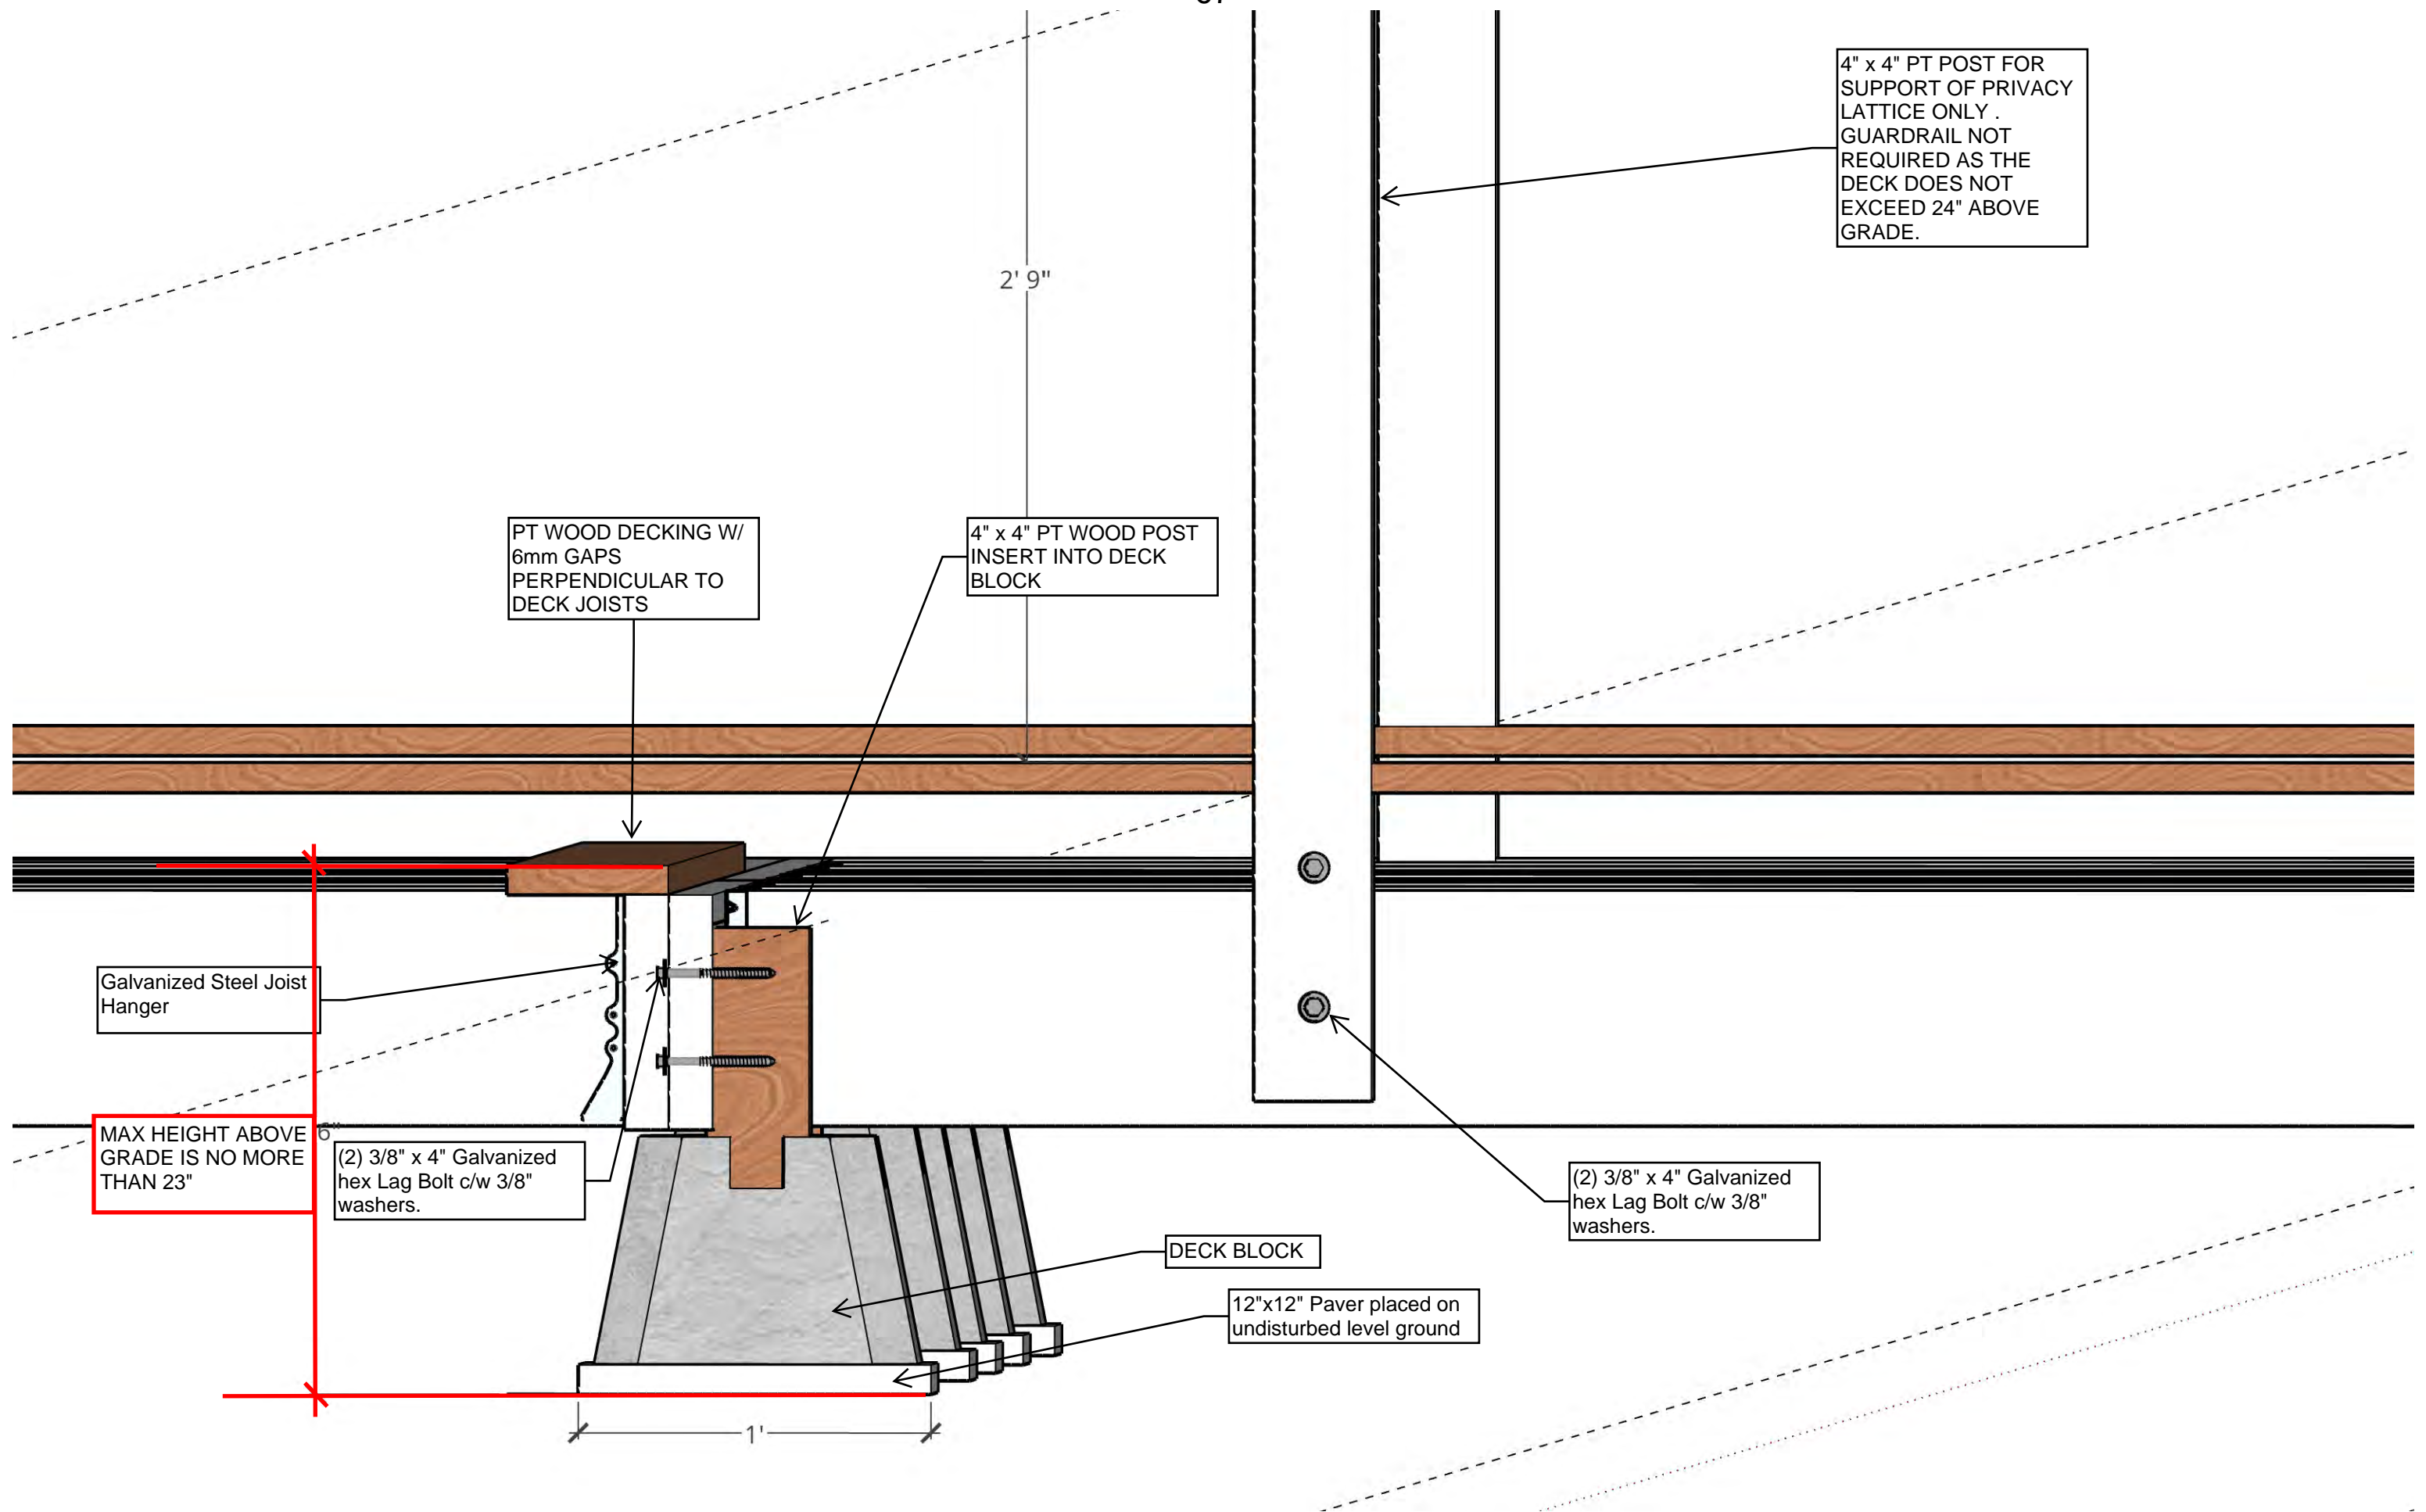 4" x 4" PT POST FOR
SUPPORT OF PRIVACY
LATTICE ONLY .
GUARDRAIL NOT
REQUIRED AS THE
DECK DOES NOT
EXCEED 24" ABOVE
GRADE.
2' 9"
PT WOOD DECKING W/
6mm GAPS
PERPENDICULAR TO
DECK JOISTS
4" x 4" PT WOOD POST
INSERT INTO DECK
BLOCK
Galvanized Steel Joist
Hanger
MAX HEIGHT ABOVE
GRADE IS NO MORE
THAN 23"
6"
(2) 3/8" x 4" Galvanized
hex Lag Bolt c/w 3/8"
washers.
(2) 3/8" x 4" Galvanized
hex Lag Bolt c/w 3/8"
washers.
DECK BLOCK
12"x12" Paver placed on
undisturbed level ground
1'